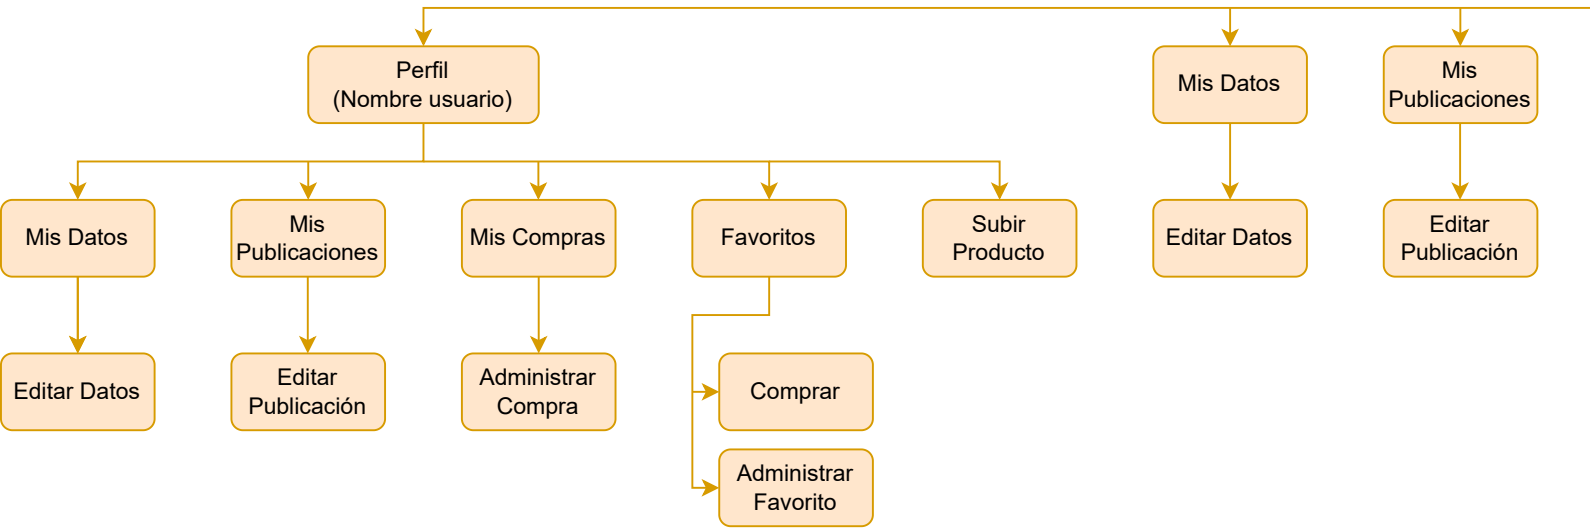 Perfil
(Nombre usuario)
Mis Datos
Mis
Publicaciones
Mis Datos
Mis
Publicaciones
Mis Compras
Favoritos
Subir
Producto
Editar Datos
Editar
Publicación
Editar Datos
Editar
Publicación
Administrar
Compra
Comprar
Administrar
Favorito